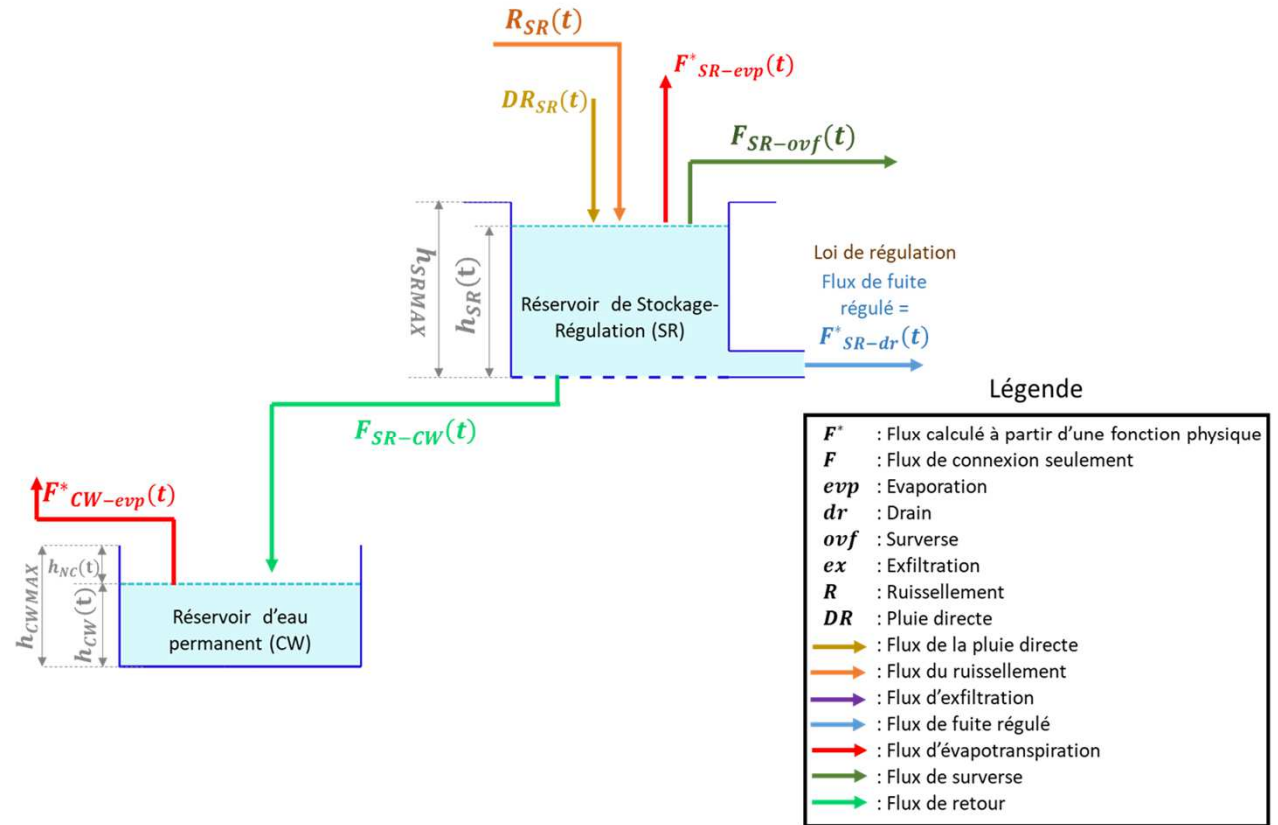 R_SR(t)
F*_SR-evp(t)
DR_SR(t)
F_SR-ovf(t)
h_SRMAX
h_SR(t)
Réservoir de Stockage-
Régulation (SR)
Loi de régulation
Flux de fuite
régulé =
F*_SR-dr(t)
F_SR-CW(t)
F*_CW-evp(t)
h_CWMAX
h_NC(t)
h_CW(t)
Réservoir d'eau
permanent (CW)
Légende
F* : Flux calculé à partir d'une fonction physique
F : Flux de connexion seulement
evp : Evaporation
dr : Drain
ovf : Surverse
ex : Exfiltration
R : Ruissellement
DR : Pluie directe
: Flux de la pluie directe
: Flux du ruissellement
: Flux d'exfiltration
: Flux de fuite régulé
: Flux d'évapotranspiration
: Flux de surverse
: Flux de retour